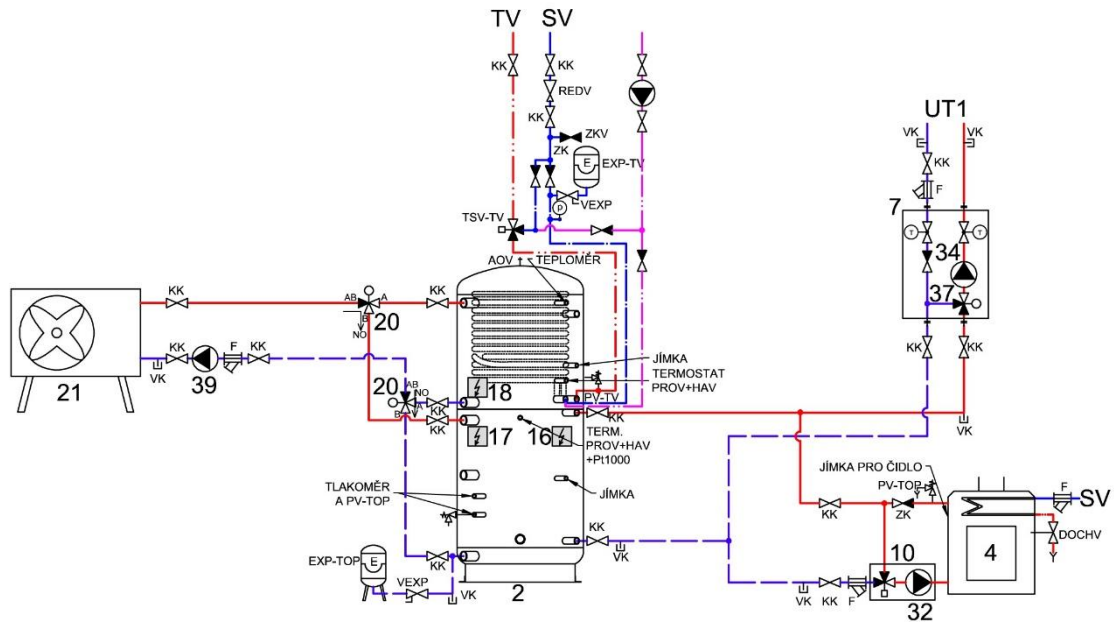 TV
SV
KK
KK
REDV
KK
ZKV
ZK
E
EXP-TV
VEXP
P
TSV-TV
UT1
VK
VK
KK
F
7
T
T
34
37
KK
KK
AOV
TEPLOMĚR
KK
AB
A
B
NO
20
KK
21
VK
KK
39
F
KK
20
AB
NO
A
B
KK
KK
18
JÍMKA
TERMOSTAT
PROV+HAV
PV-TV
KK
17
16
TERM.
PROV+HAV
+Pt1000
VK
TLAKOMĚR
A PV-TOP
JÍMKA
JÍMKA PRO ČIDLO
PV-TOP
KK
ZK
F
SV
DOCHV
4
KK
VK
EXP-TOP
E
VEXP
KK
VK
2
10
VK
KK
F
32